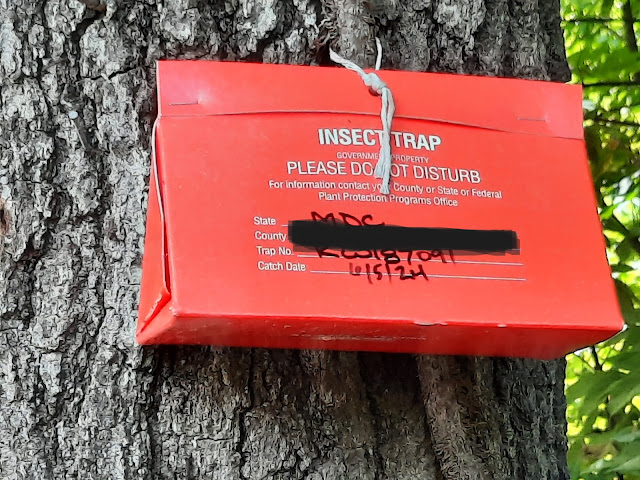 INSECT TRAP
GOVERNMENT PROPERTY
PLEASE DO NOT DISTURB
For information contact your County or State or Federal
Plant Protection Programs Office
State MDC
County
Trap No.
Catch Date 6/5/24